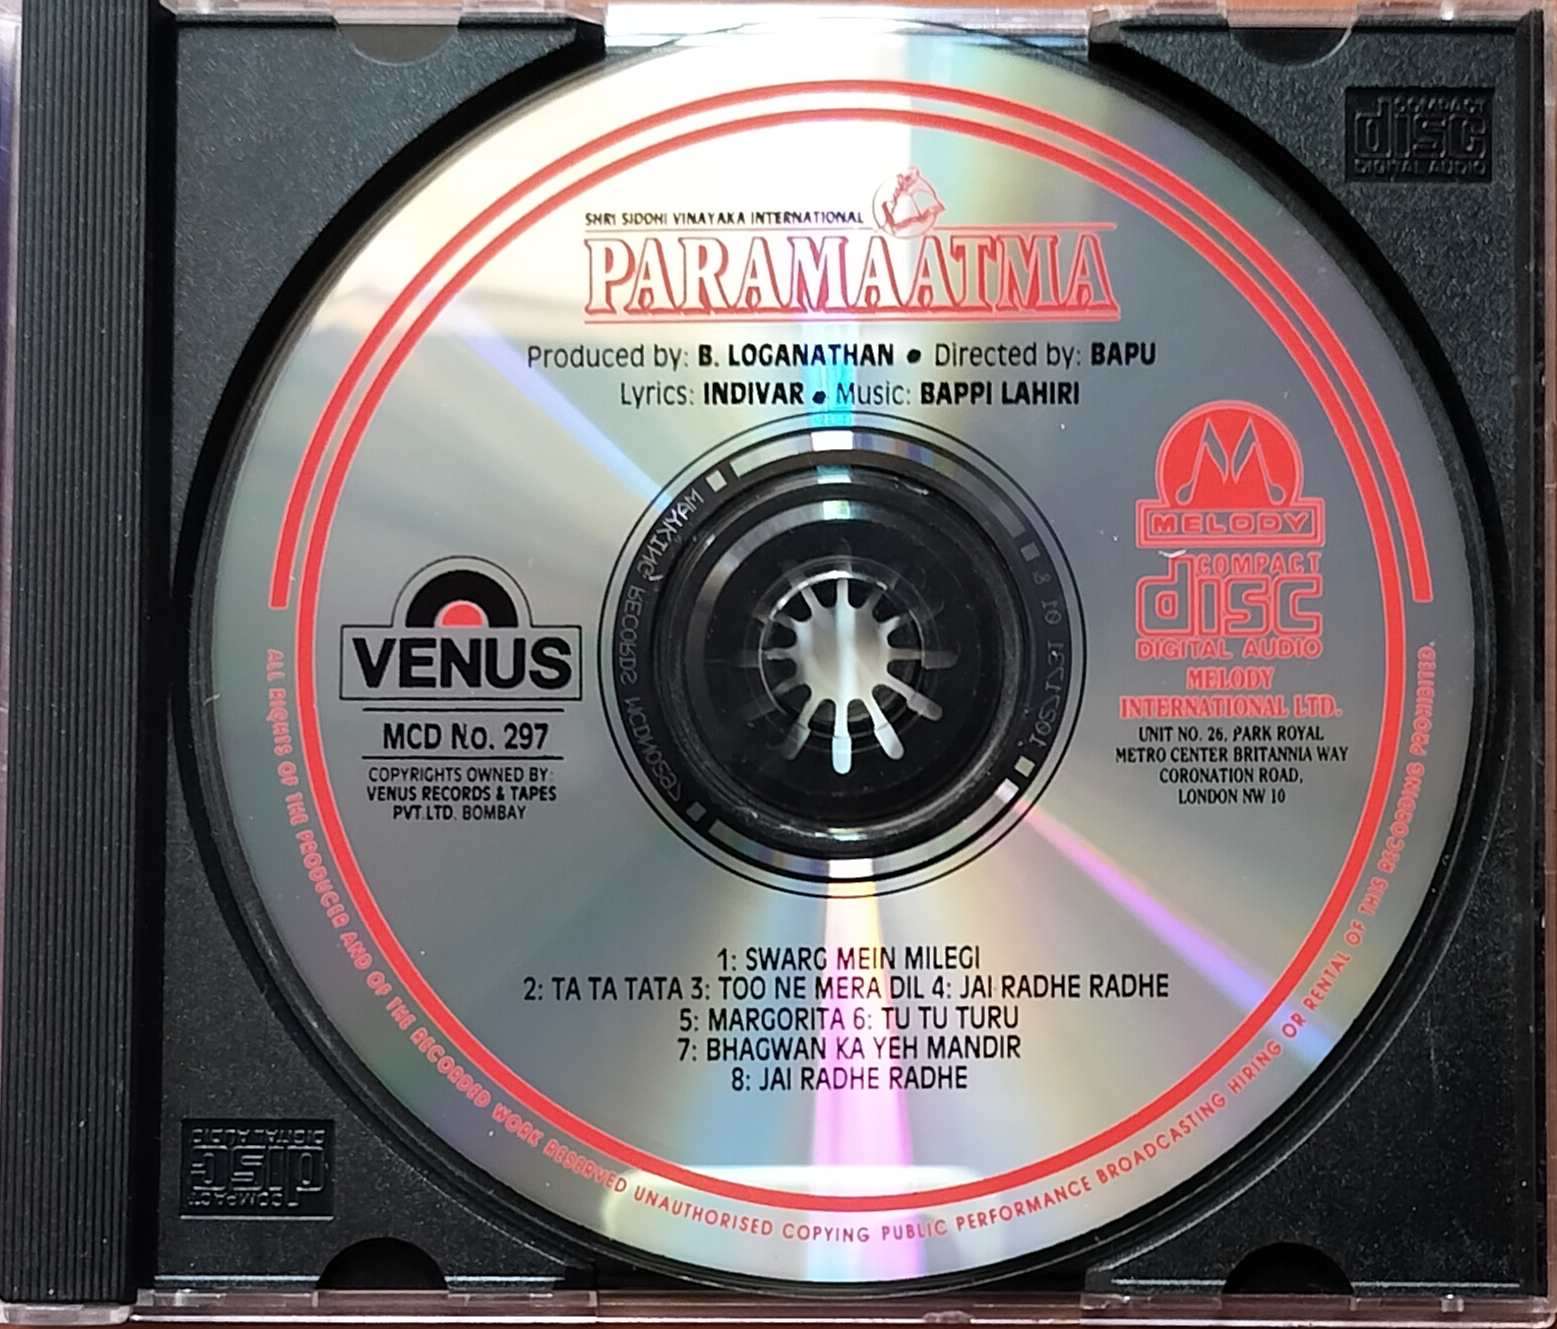 SHRI SIDDHI VINAYAKA INTERNATIONAL
PARAMAATMA
Produced by: B. LOGANATHAN • Directed by: BAPU
Lyrics: INDIVAR • Music: BAPPI LAHIRI
VENUS
MCD No. 297
COPYRIGHTS OWNED BY:
VENUS RECORDS & TAPES
PVT.LTD. BOMBAY
MELODY
COMPACT
disc
DIGITAL AUDIO
MELODY
INTERNATIONAL LTD.
UNIT NO. 26, PARK ROYAL
METRO CENTER BRITANNIA WAY
CORONATION ROAD,
LONDON NW 10
1: SWARG MEIN MILEGI
2: TA TA TATA 3: TOO NE MERA DIL 4: JAI RADHE RADHE
5: MARGORITA 6: TU TU TURU
7: BHAGWAN KA YEH MANDIR
8: JAI RADHE RADHE
ALL RIGHTS OF THE PRODUCER AND OF THE RECORDED WORK RESERVED UNAUTHORISED COPYING PUBLIC PERFORMANCE BROADCASTING HIRING OR RENTAL OF THIS RECORDING PROHIBITED.
MAYKING RECORDS
COMPACT
disc
DIGITAL AUDIO
COMPACT
disc
DIGITAL AUDIO